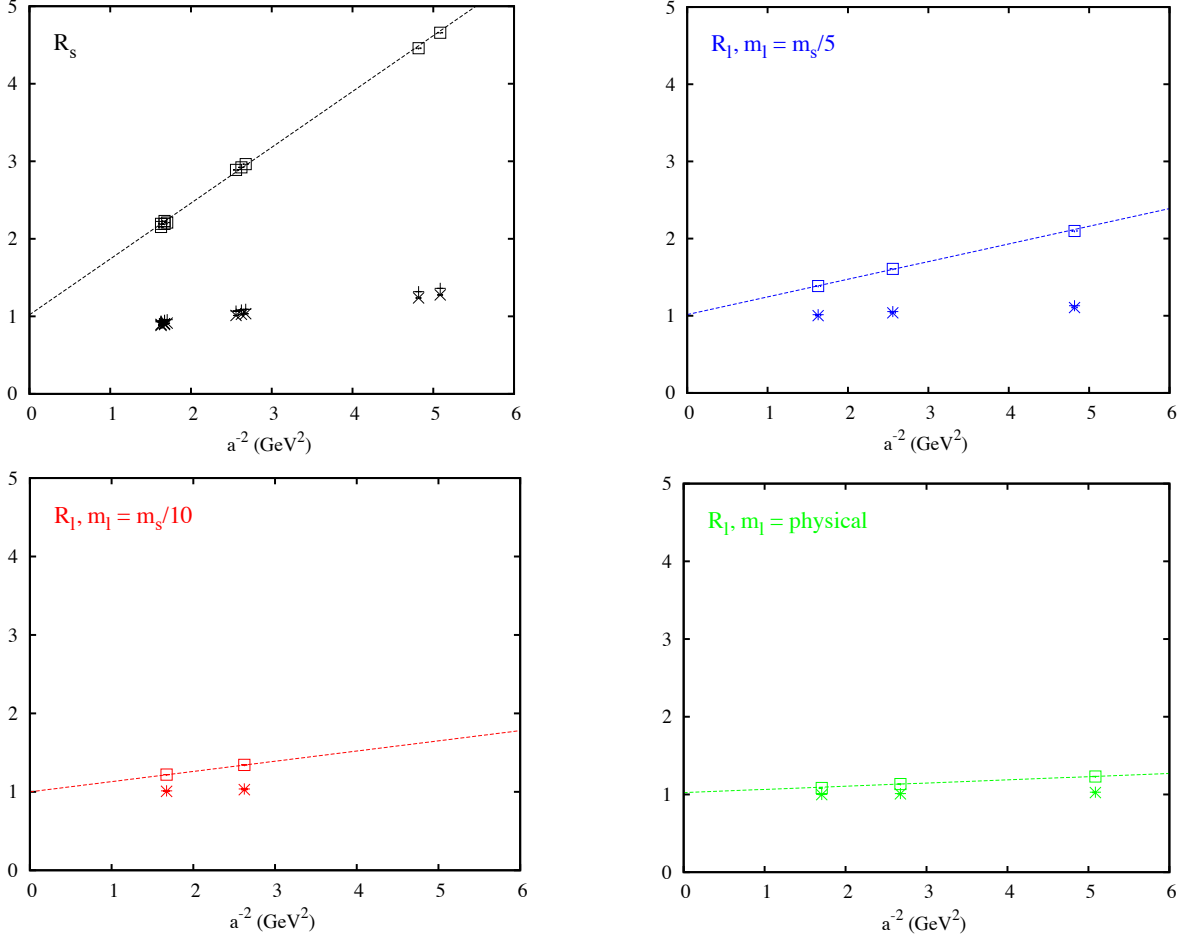 5
4
3
2
1
0
R_s
0 1 2 3 4 5 6
a^-2 (GeV^2)
5
4
3
2
1
0
R_l, m_l = m_s/5
0 1 2 3 4 5 6
a^-2 (GeV^2)
5
4
3
2
1
0
R_l, m_l = m_s/10
0 1 2 3 4 5 6
a^-2 (GeV^2)
5
4
3
2
1
0
R_l, m_l = physical
0 1 2 3 4 5 6
a^-2 (GeV^2)